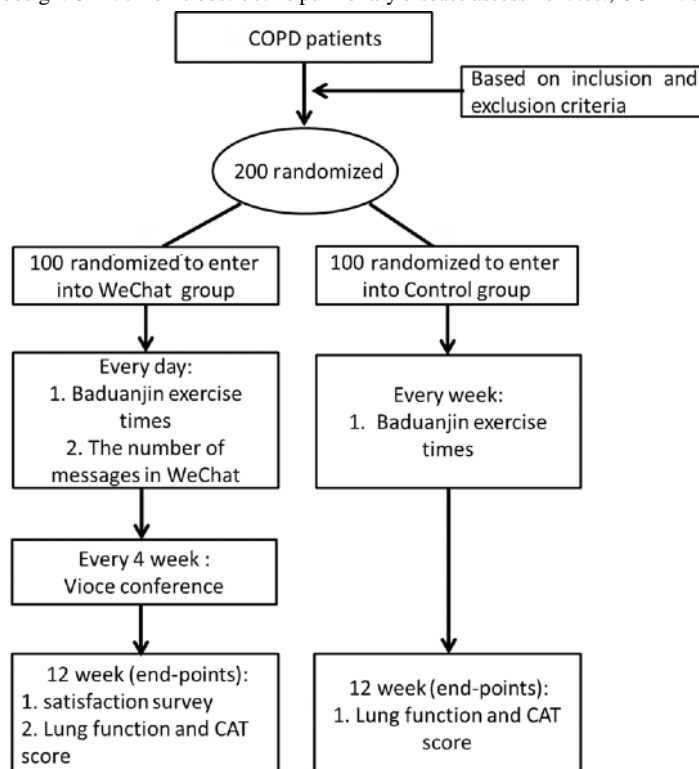 COPD patients
Based on inclusion and
exclusion criteria
200 randomized
100 randomized to enter
into WeChat group
100 randomized to enter
into Control group
Every day:
1. Baduanjin exercise
times
2. The number of
messages in WeChat
Every week:
1. Baduanjin exercise
times
Every 4 week :
Vioce conference
12 week (end-points):
1. satisfaction survey
2. Lung function and CAT
score
12 week (end-points):
1. Lung function and CAT
score